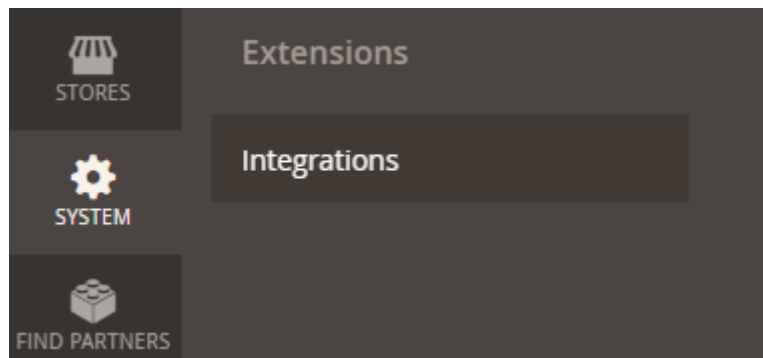 STORES
SYSTEM
FIND PARTNERS
Extensions
Integrations